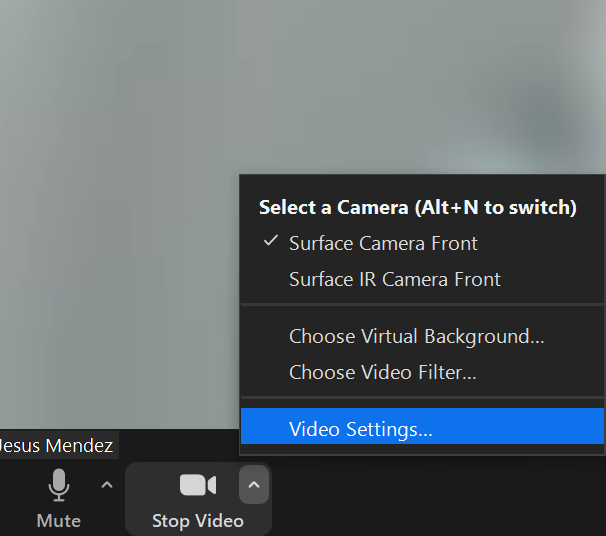 Select a Camera (Alt+N to switch)
Surface Camera Front
Surface IR Camera Front
Choose Virtual Background...
Choose Video Filter...
Video Settings...
Jesus Mendez
Mute
Stop Video